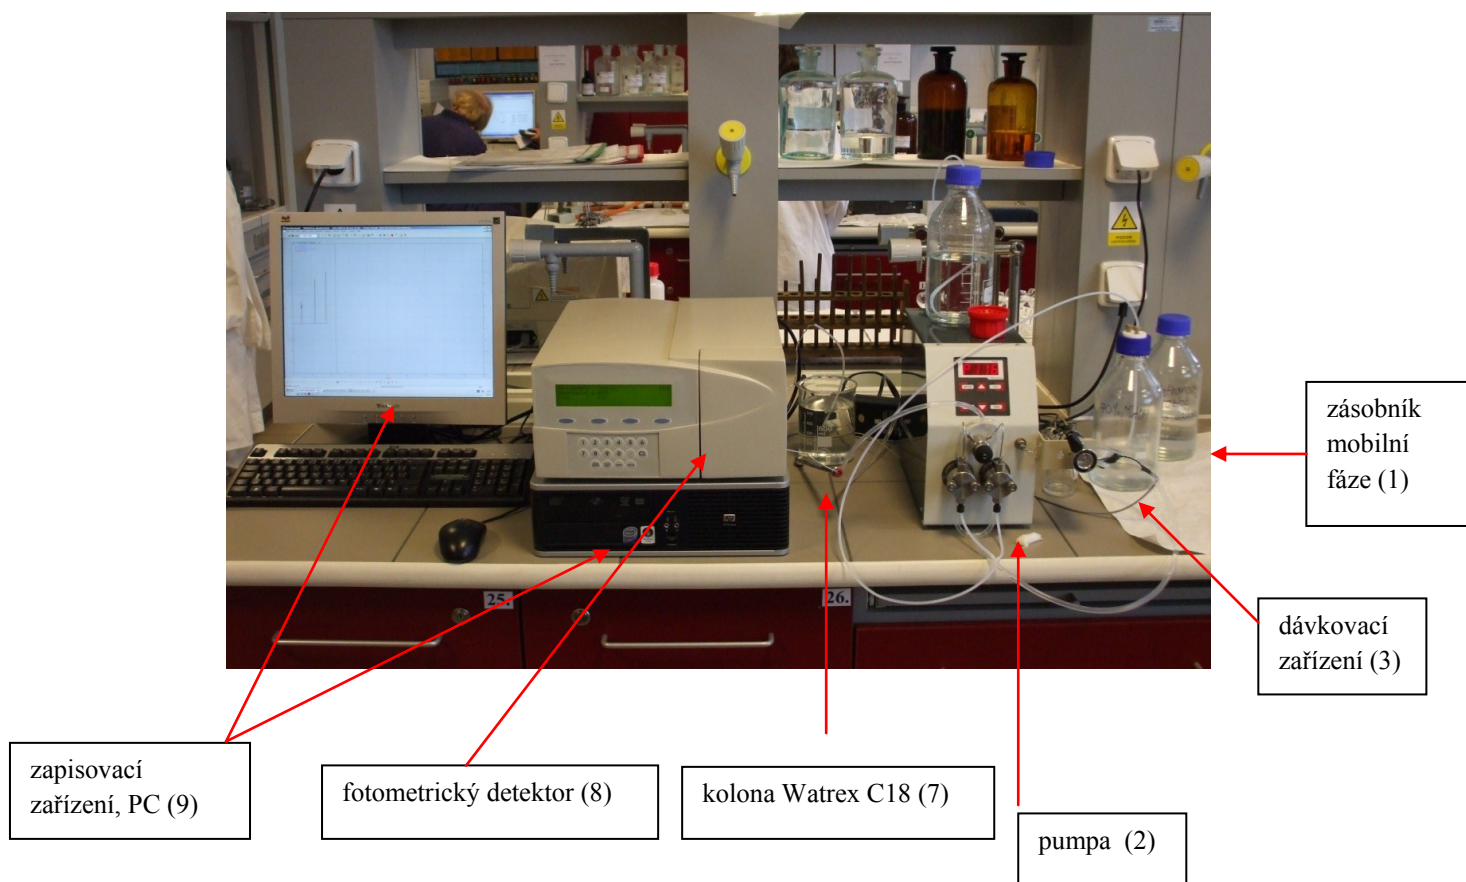 25.
26.
zásobník
mobilní
fáze (1)
dávkovací
zařízení (3)
zapisovací
zařízení, PC (9)
fotometrický detektor (8)
kolona Watrex C18 (7)
pumpa (2)